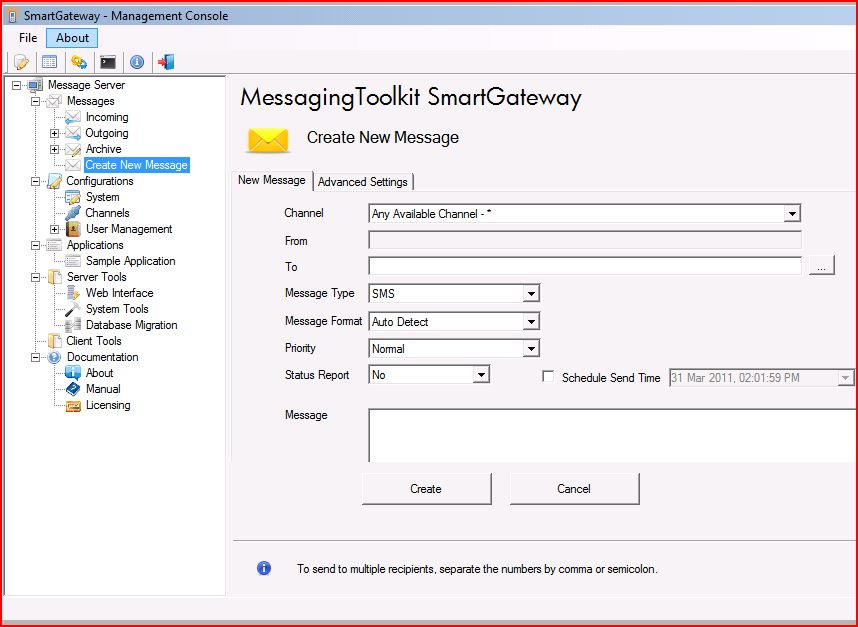 SmartGateway - Management Console
File About
Message Server
Messages
Incoming
Outgoing
Archive
Create New Message
Configurations
System
Channels
User Management
Applications
Sample Application
Server Tools
Web Interface
System Tools
Database Migration
Client Tools
Documentation
About
Manual
Licensing
MessagingToolkit SmartGateway
Create New Message
New Message Advanced Settings
Channel Any Available Channel - *
From
To ...
Message Type SMS
Message Format Auto Detect
Priority Normal
Status Report No Schedule Send Time 31 Mar 2011, 02:01:59 PM
Message
Create Cancel
To send to multiple recipients, separate the numbers by comma or semicolon.